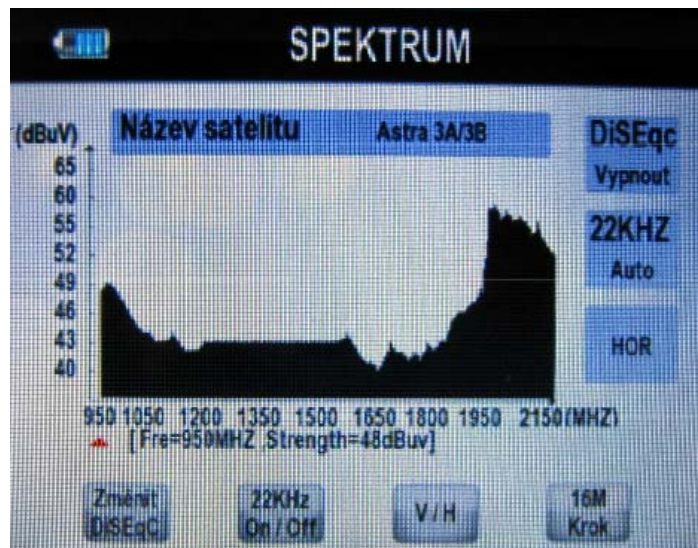 SPEKTRUM
(dBuV)
Název satelitu Astra 3A/3B
DiSEqc
Vypnout
65
60
55
52
49
46
43
40
22KHZ
Auto
HOR
950 1050 1200 1350 1500 1650 1800 1950 2150(MHZ)
[Fre=950MHZ ,Strength=48dBuv]
Změnit
DiSEqC
22KHz
On / Off
V / H
16M
Krok